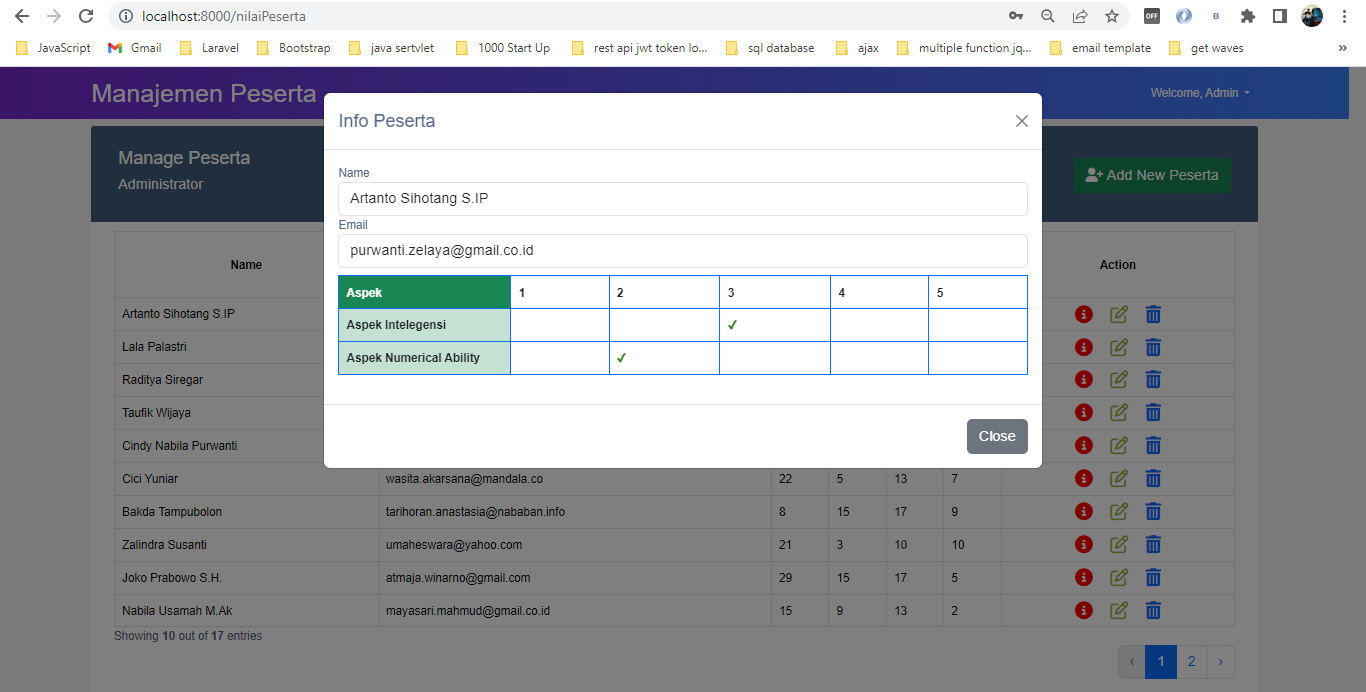 localhost:8000/nilaiPeserta
OFF
B
JavaScript Gmail Laravel Bootstrap java sertvlet 1000 Start Up rest api jwt token lo... sql database ajax multiple function jq... email template get waves »
Manajemen Peserta
Welcome, Admin
Manage Peserta
Administrator
Add New Peserta
Info Peserta
Name
Artanto Sihotang S.IP
Email
purwanti.zelaya@gmail.co.id
Aspek 1 2 3 4 5
Aspek Intelegensi ✓
Aspek Numerical Ability ✓
Close
Name Action
Artanto Sihotang S.IP
Lala Palastri
Raditya Siregar
Taufik Wijaya
Cindy Nabila Purwanti
Cici Yuniar wasita.akarsana@mandala.co 22 5 13 7
Bakda Tampubolon tarihoran.anastasia@nababan.info 8 15 17 9
Zalindra Susanti umaheswara@yahoo.com 21 3 10 10
Joko Prabowo S.H. atmaja.winarno@gmail.com 29 15 17 5
Nabila Usamah M.Ak mayasari.mahmud@gmail.co.id 15 9 13 2
Showing 10 out of 17 entries
‹ 1 2 ›